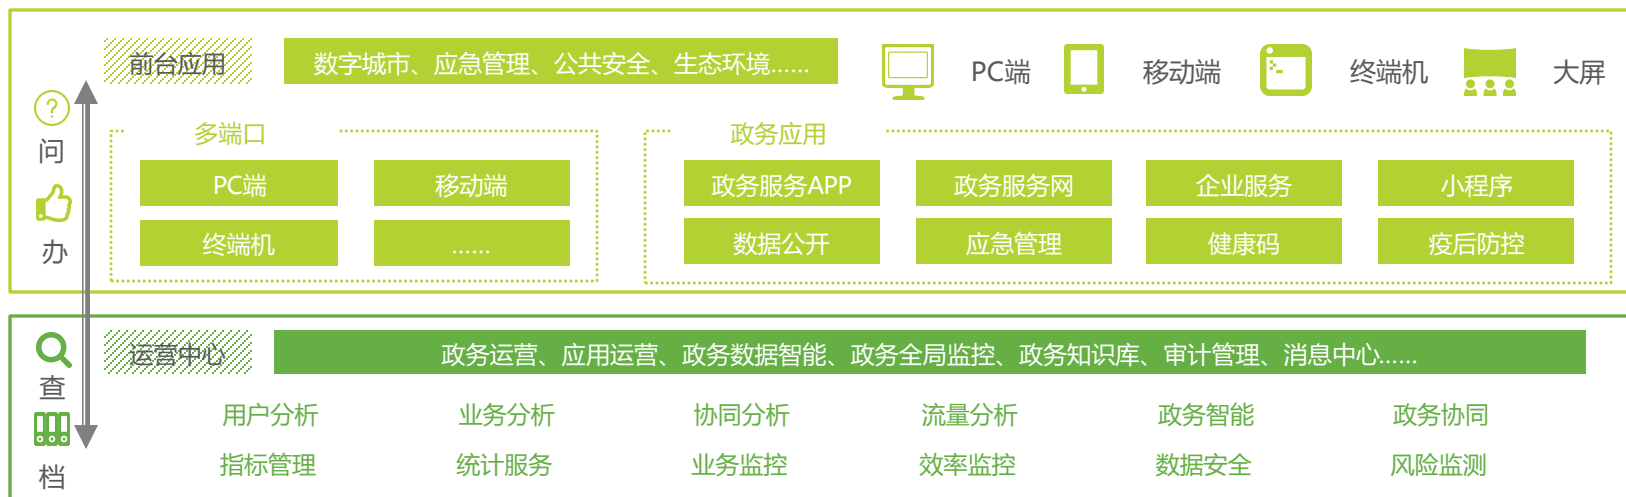 前台应用
数字城市、应急管理、公共安全、生态环境......
PC端
移动端
终端机
大屏
?
问
办
多端口
PC端
移动端
终端机
......
政务应用
政务服务APP
政务服务网
企业服务
小程序
数据公开
应急管理
健康码
疫后防控
查
档
运营中心
政务运营、应用运营、政务数据智能、政务全局监控、政务知识库、审计管理、消息中心......
用户分析
业务分析
协同分析
流量分析
政务智能
政务协同
指标管理
统计服务
业务监控
效率监控
数据安全
风险监测